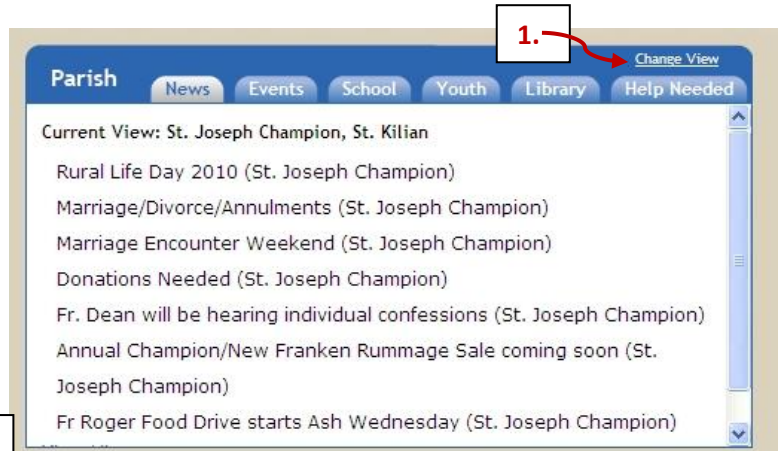 1.
Change View
Parish News Events School Youth Library Help Needed
Current View: St. Joseph Champion, St. Kilian
Rural Life Day 2010 (St. Joseph Champion)
Marriage/Divorce/Annulments (St. Joseph Champion)
Marriage Encounter Weekend (St. Joseph Champion)
Donations Needed (St. Joseph Champion)
Fr. Dean will be hearing individual confessions (St. Joseph Champion)
Annual Champion/New Franken Rummage Sale coming soon (St.
Joseph Champion)
Fr Roger Food Drive starts Ash Wednesday (St. Joseph Champion)